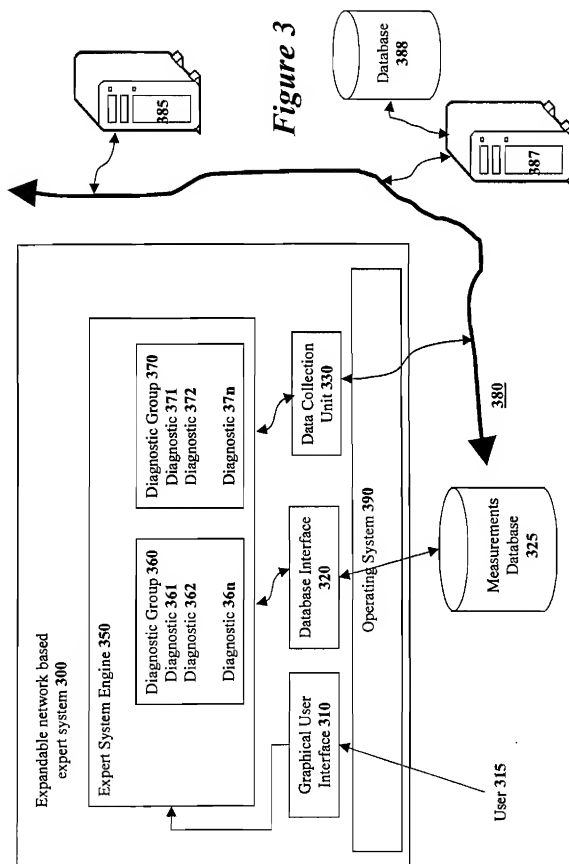 Expandable network based
expert system 300
Expert System Engine 350
Diagnostic Group 360
Diagnostic 361
Diagnostic 362
Diagnostic 36n
Diagnostic Group 370
Diagnostic 371
Diagnostic 372
Diagnostic 37n
Graphical User
Interface 310
Database Interface
320
Data Collection
Unit 330
Operating System 390
User 315
Measurements
Database
325
380
385
Figure 3
387
Database
388